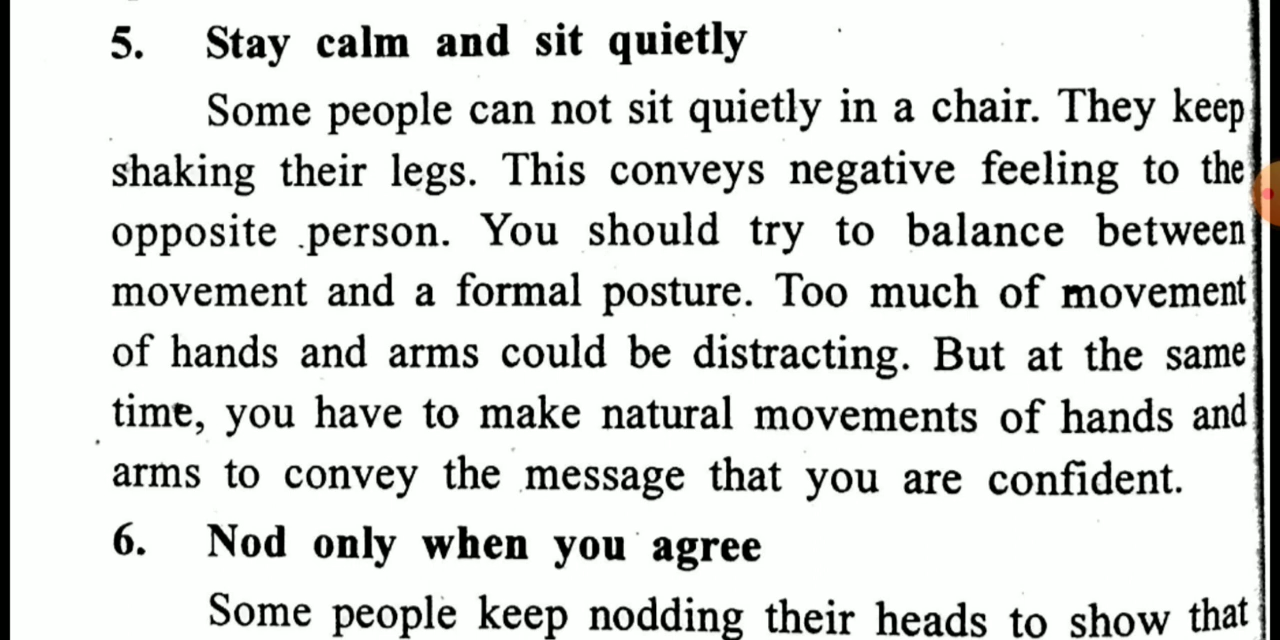 5. Stay calm and sit quietly
Some people can not sit quietly in a chair. They keep
shaking their legs. This conveys negative feeling to the
opposite person. You should try to balance between
movement and a formal posture. Too much of movement
of hands and arms could be distracting. But at the same
time, you have to make natural movements of hands and
arms to convey the message that you are confident.
6. Nod only when you agree
Some people keep nodding their heads to show that